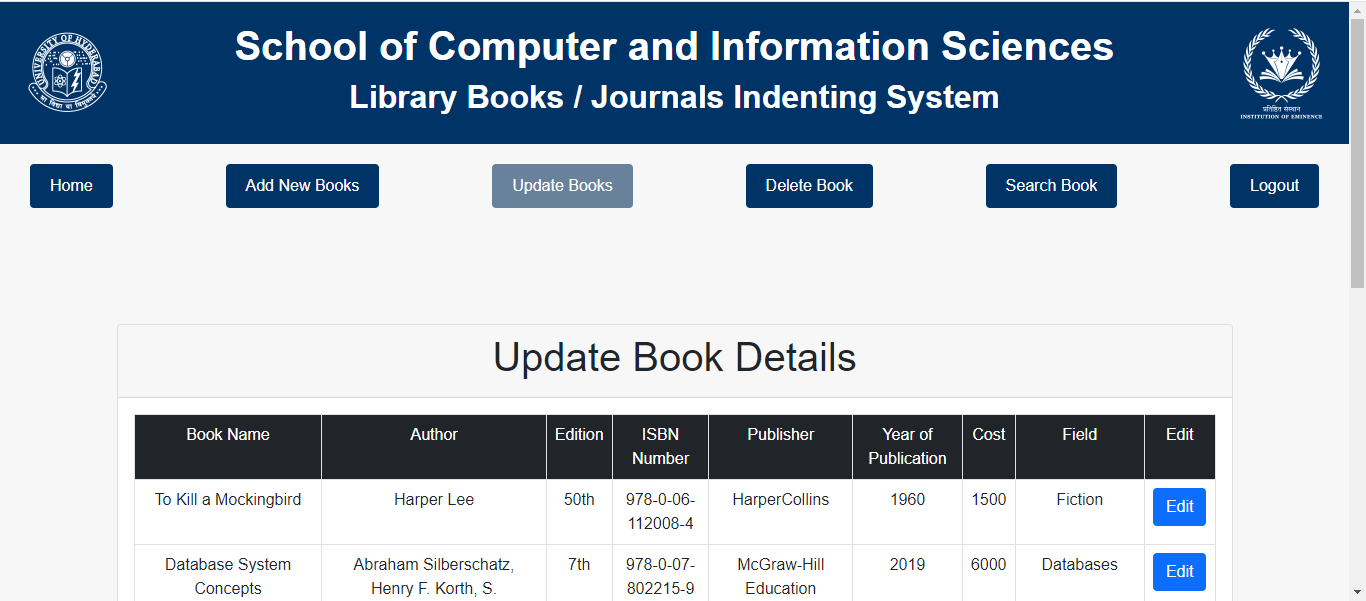 UNIVERSITY OF HYDERABAD
School of Computer and Information Sciences
Library Books / Journals Indenting System
प्रतिष्ठित संस्थान
INSTITUTION OF EMINENCE
Home
Add New Books
Update Books
Delete Book
Search Book
Logout
Update Book Details
Book Name Author Edition ISBN Publisher Year of Cost Field Edit
Number Publication
To Kill a Mockingbird Harper Lee 50th 978-0-06- HarperCollins 1960 1500 Fiction Edit
112008-4
Database System Abraham Silberschatz, 7th 978-0-07- McGraw-Hill 2019 6000 Databases Edit
Concepts Henry F. Korth, S. 802215-9 Education